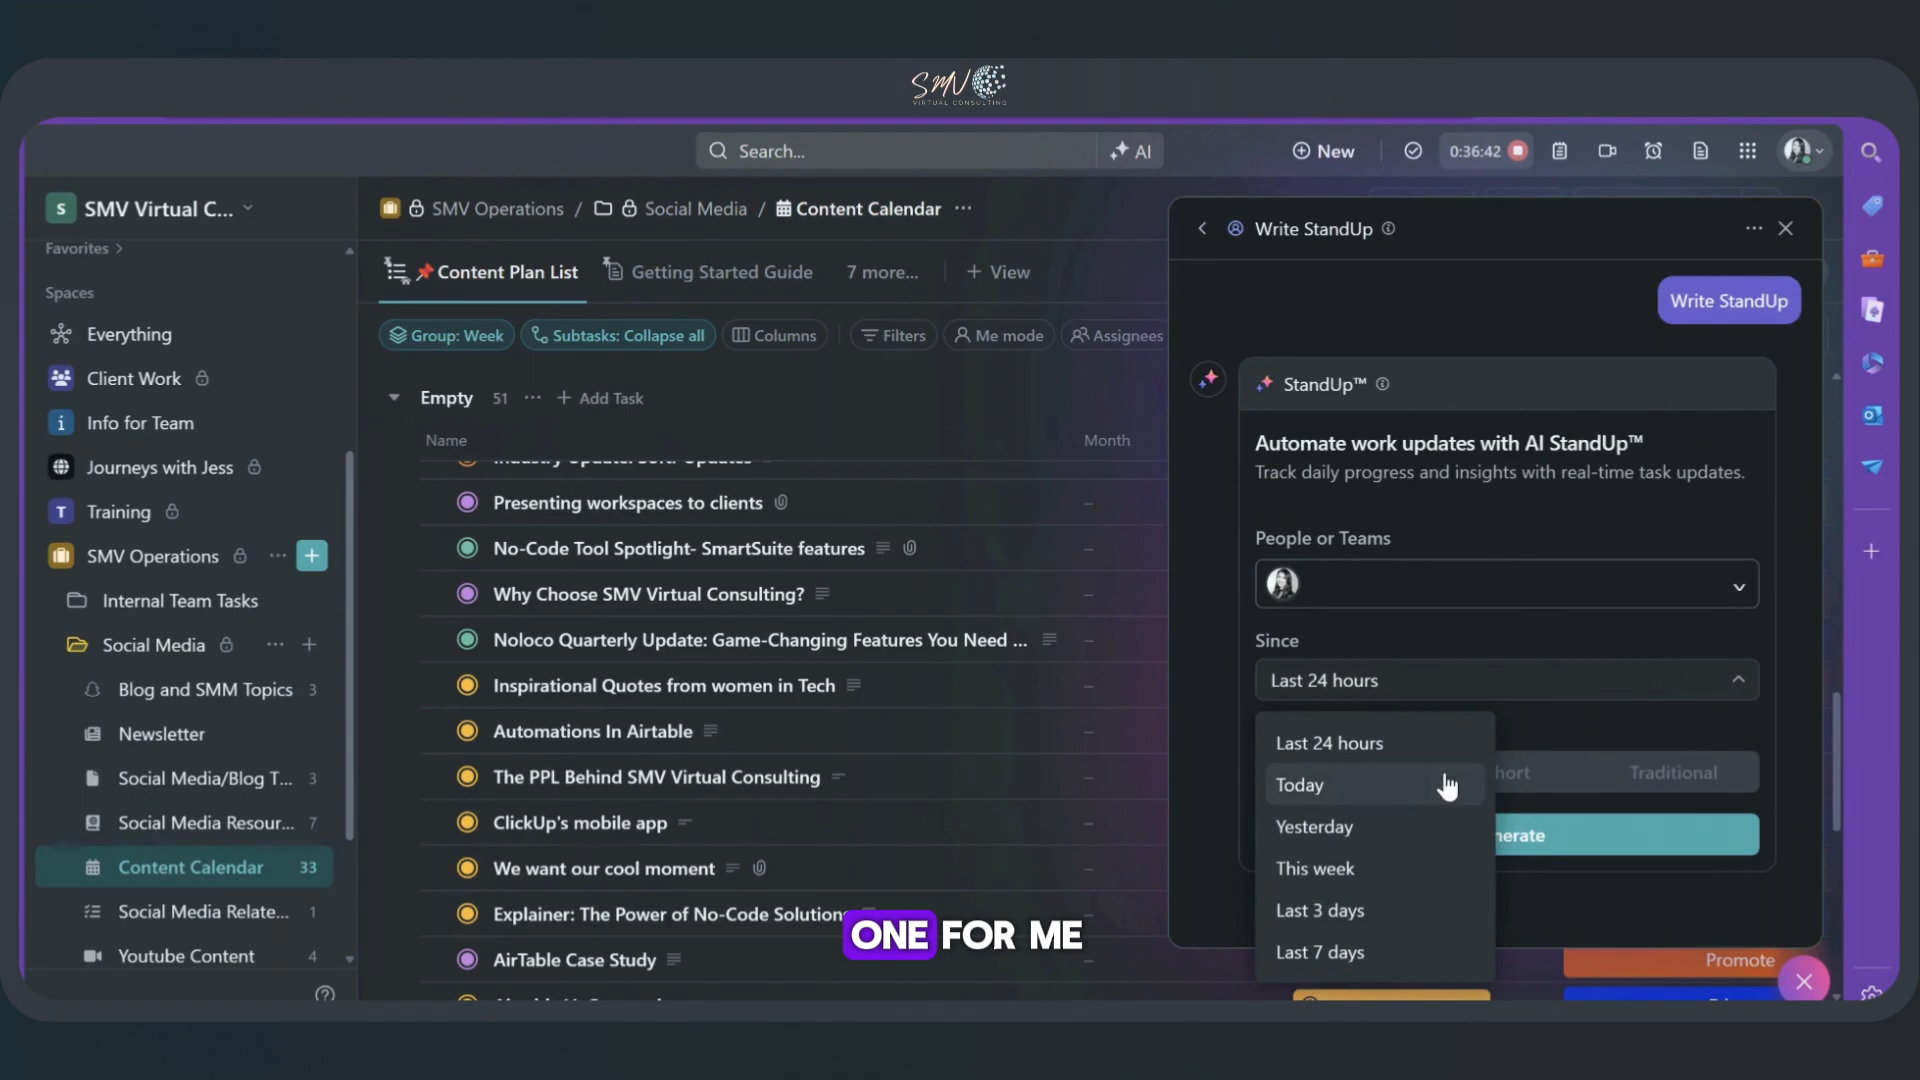 SMV
VIRTUAL CONSULTING
Search...
AI
New
0:36:42
S SMV Virtual C...
Favorites
Spaces
Everything
Client Work
Info for Team
Journeys with Jess
T Training
SMV Operations
Internal Team Tasks
Social Media
Blog and SMM Topics 3
Newsletter
Social Media/Blog T... 3
Social Media Resour... 7
Content Calendar 33
Social Media Relate... 1
Youtube Content 4
SMV Operations / Social Media / Content Calendar ...
Content Plan List
Getting Started Guide
7 more...
+ View
Group: Week
Subtasks: Collapse all
Columns
Filters
Me mode
Assignees
Empty 51 ... + Add Task
Name Month
Industry Update: Softr Updates
Presenting workspaces to clients –
No-Code Tool Spotlight- SmartSuite features –
Why Choose SMV Virtual Consulting? –
Noloco Quarterly Update: Game-Changing Features You Need ... –
Inspirational Quotes from women in Tech –
Automations In Airtable –
The PPL Behind SMV Virtual Consulting –
ClickUp's mobile app –
We want our cool moment –
Explainer: The Power of No-Code Solution
AirTable Case Study –
ONE FOR ME
Write StandUp
Write StandUp
StandUp™
Automate work updates with AI StandUp™
Track daily progress and insights with real-time task updates.
People or Teams
Since
Last 24 hours
Last 24 hours
Today
Yesterday
This week
Last 3 days
Last 7 days
hort
Traditional
nerate
Promote